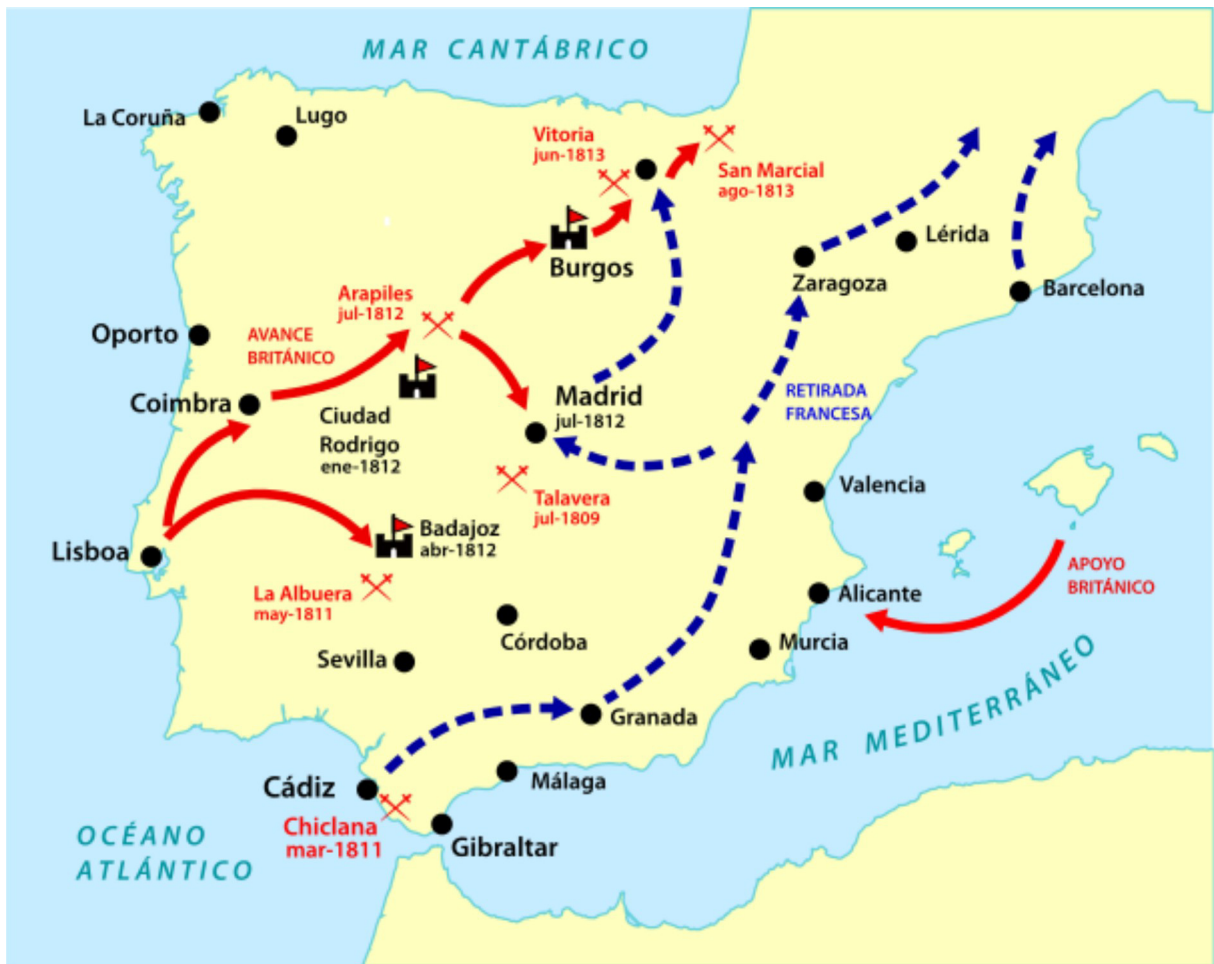 MAR CANTÁBRICO
La Coruña
Lugo
Vitoria
jun-1813
San Marcial
ago-1813
Burgos
Lérida
Zaragoza
Barcelona
Arapiles
jul-1812
Oporto
AVANCE
BRITÁNICO
Coimbra
Ciudad
Rodrigo
ene-1812
Madrid
jul-1812
RETIRADA
FRANCESA
Talavera
jul-1809
Valencia
Lisboa
Badajoz
abr-1812
La Albuera
may-1811
APOYO
BRITÁNICO
Alicante
Córdoba
Murcia
Sevilla
Granada
MAR MEDITERRÁNEO
Málaga
Cádiz
Chiclana
mar-1811
Gibraltar
OCÉANO
ATLÁNTICO